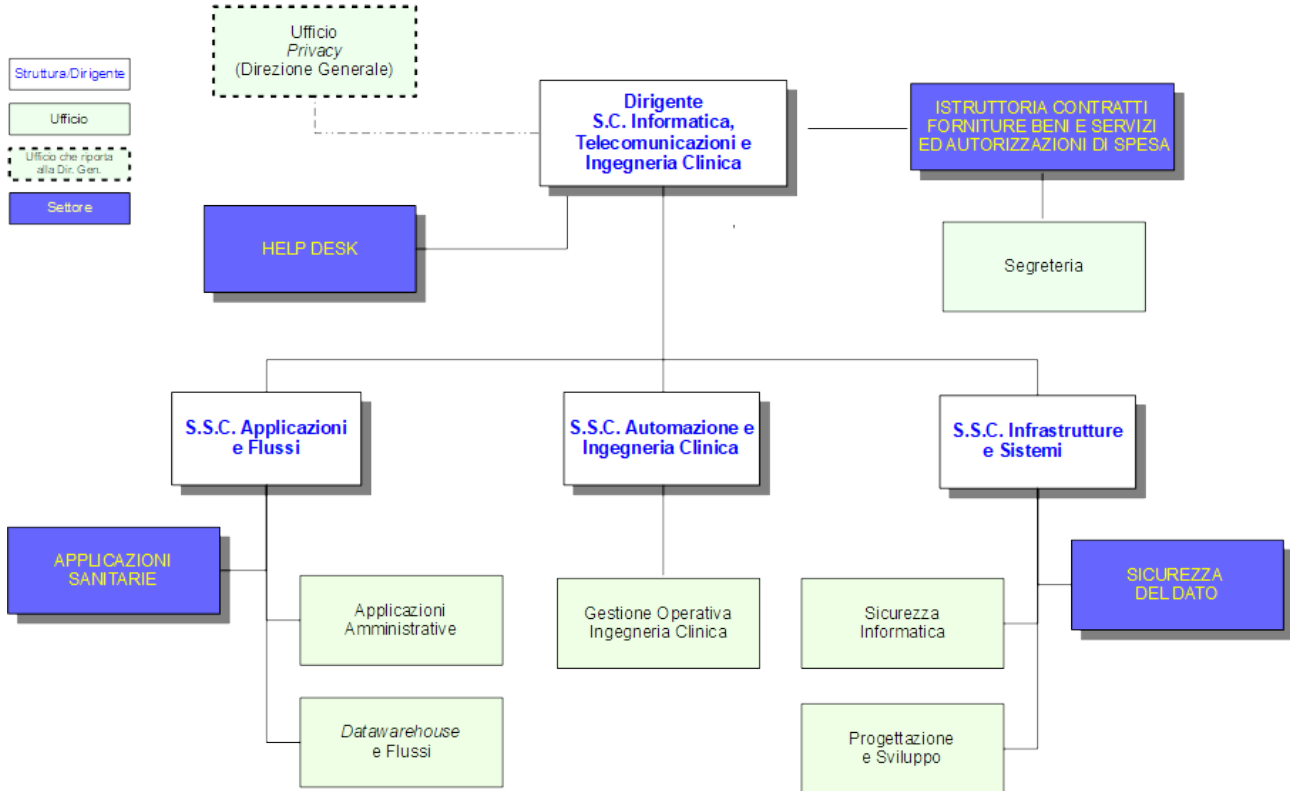 Ufficio
Privacy
(Direzione Generale)
Struttura/Dirigente
Ufficio
Ufficio che riporta
alla Dir. Gen.
Settore
Dirigente
S.C. Informatica,
Telecomunicazioni e
Ingegneria Clinica
ISTRUTTORIA CONTRATTI
FORNITURE BENI E SERVIZI
ED AUTORIZZAZIONI DI SPESA
HELP DESK
Segreteria
S.S.C. Applicazioni
e Flussi
S.S.C. Automazione e
Ingegneria Clinica
S.S.C. Infrastrutture
e Sistemi
APPLICAZIONI
SANITARIE
SICUREZZA
DEL DATO
Applicazioni
Amministrative
Gestione Operativa
Ingegneria Clinica
Sicurezza
Informatica
Datawarehouse
e Flussi
Progettazione
e Sviluppo